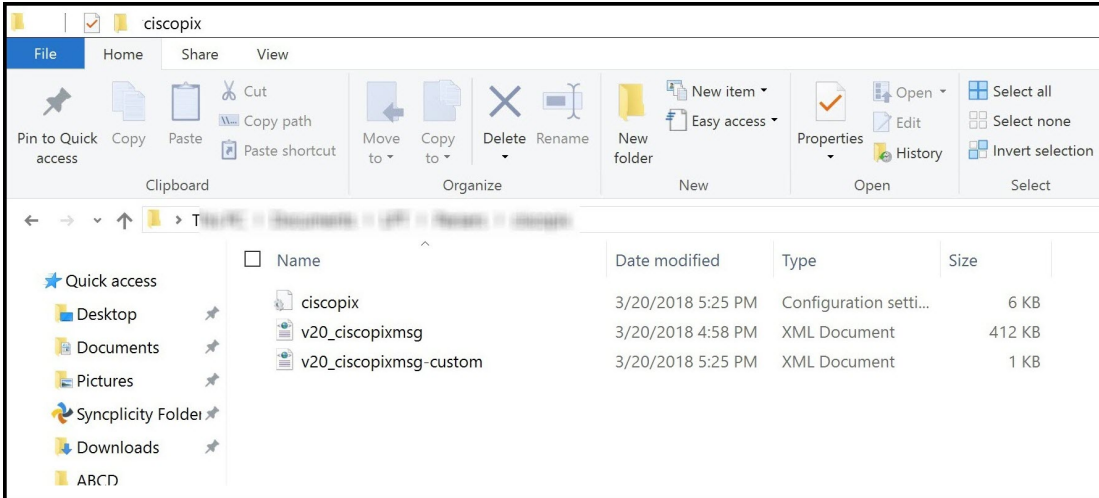 ciscopix
File Home Share View
Pin to Quick access
Copy
Paste
Cut
Copy path
Paste shortcut
Clipboard
Move to
Copy to
Delete
Rename
Organize
New folder
New item
Easy access
New
Properties
Open
Edit
History
Open
Select all
Select none
Invert selection
Select
Name Date modified Type Size
ciscopix 3/20/2018 5:25 PM Configuration setti... 6 KB
v20_ciscopixmsg 3/20/2018 4:58 PM XML Document 412 KB
v20_ciscopixmsg-custom 3/20/2018 5:25 PM XML Document 1 KB
Quick access
Desktop
Documents
Pictures
Syncplicity Folder
Downloads
ABCD